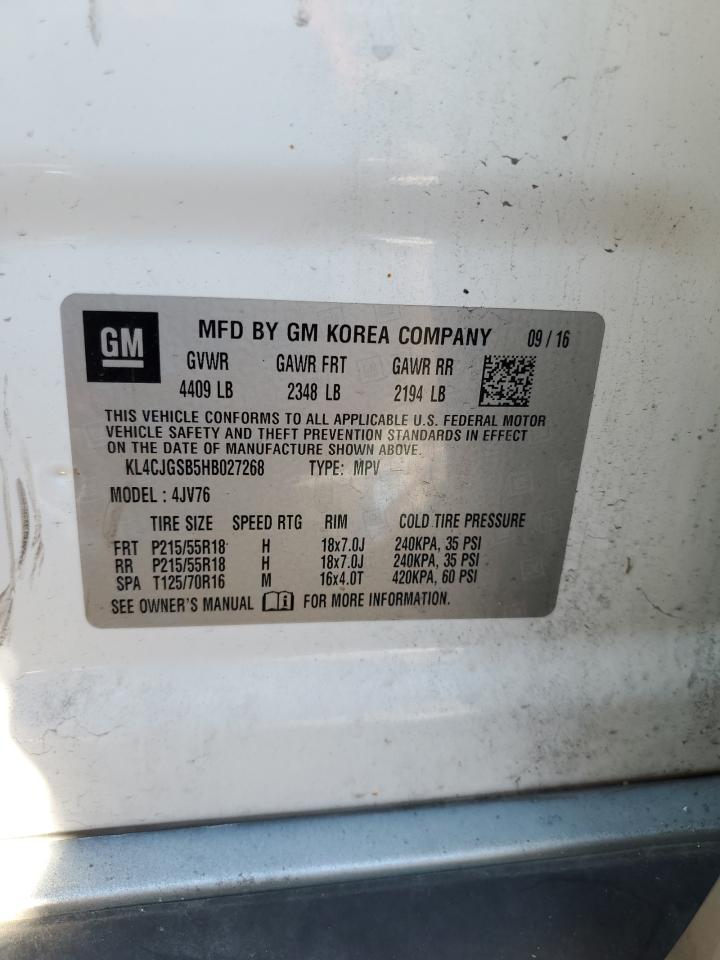 GM MFD BY GM KOREA COMPANY 09/16
GVWR GAWR FRT GAWR RR
4409 LB 2348 LB 2194 LB
THIS VEHICLE CONFORMS TO ALL APPLICABLE U.S. FEDERAL MOTOR
VEHICLE SAFETY AND THEFT PREVENTION STANDARDS IN EFFECT
ON THE DATE OF MANUFACTURE SHOWN ABOVE.
KL4CJGSB5HB027268 TYPE: MPV
MODEL : 4JV76
TIRE SIZE SPEED RTG RIM COLD TIRE PRESSURE
FRT P215/55R18 H 18x7.0J 240KPA, 35 PSI
RR P215/55R18 H 18x7.0J 240KPA, 35 PSI
SPA T125/70R16 M 16x4.0T 420KPA, 60 PSI
SEE OWNER'S MANUAL i FOR MORE INFORMATION.